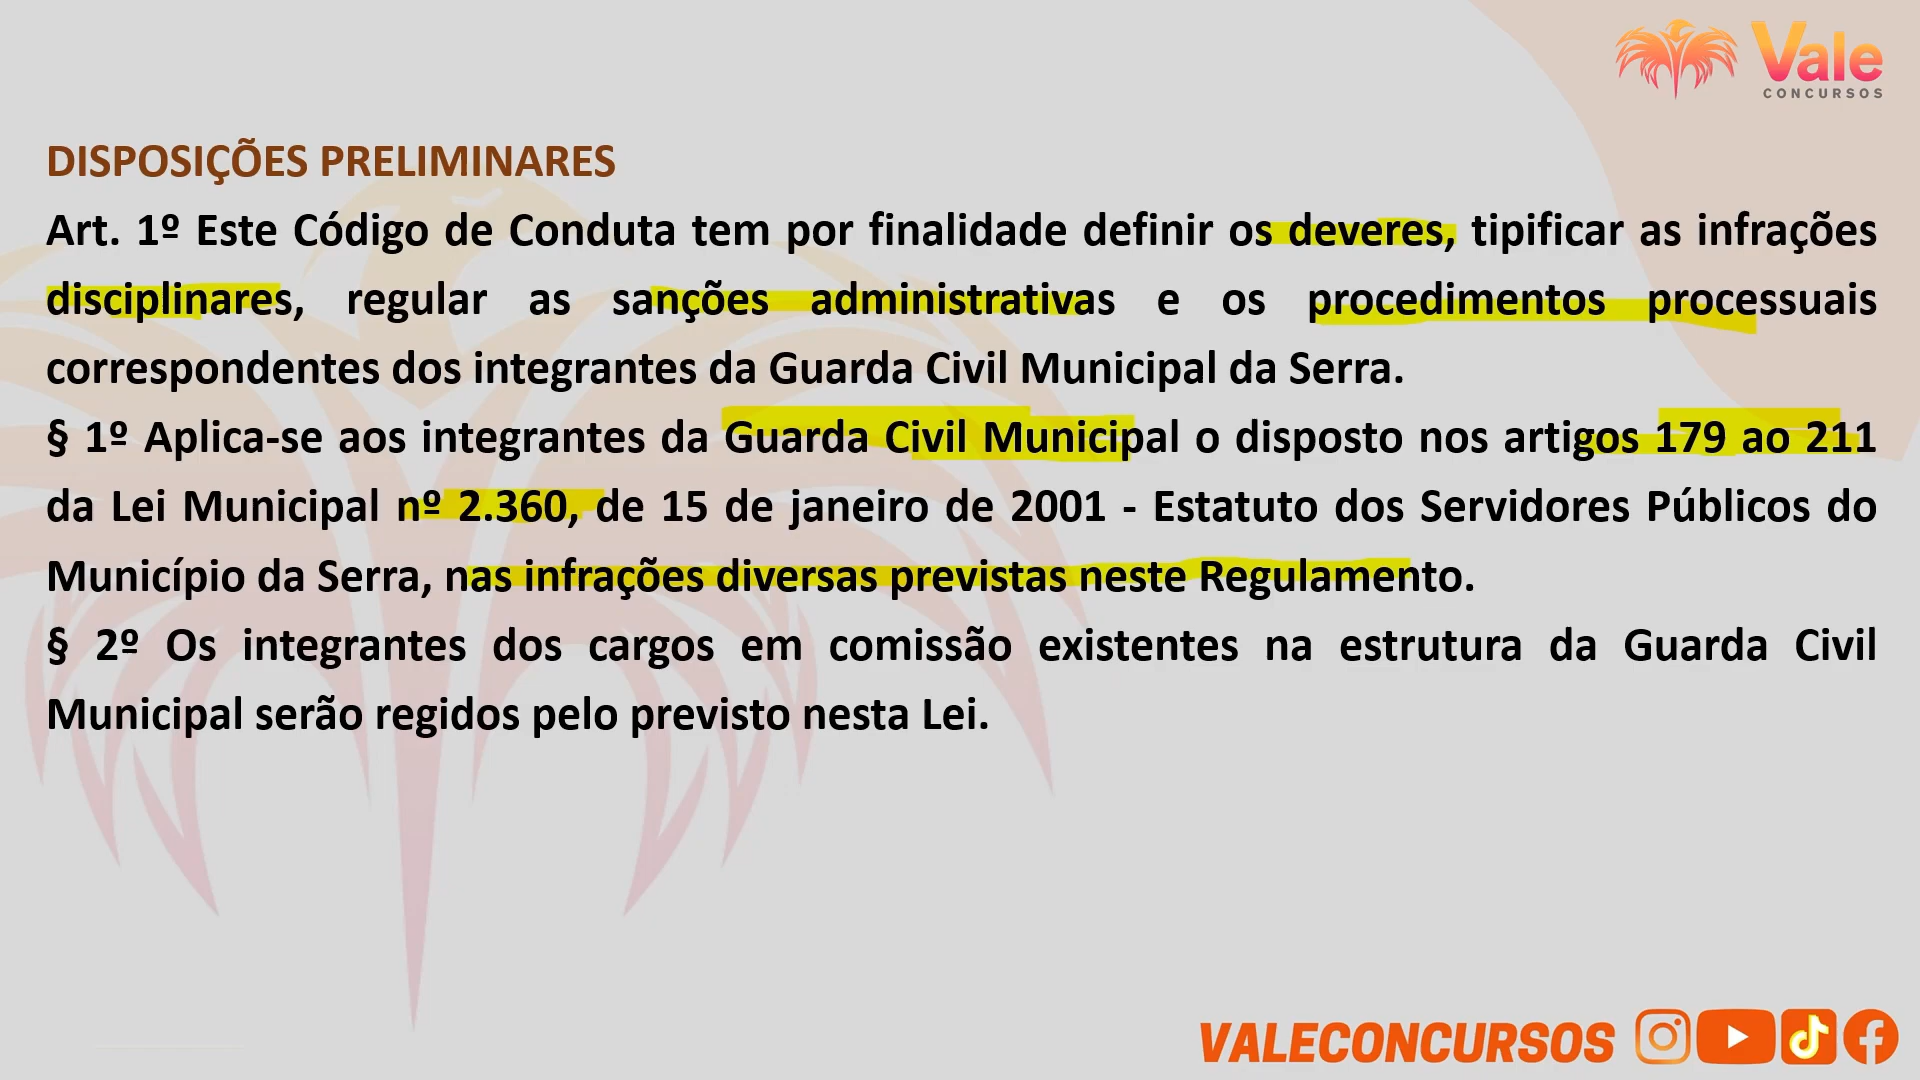 Vale
CONCURSOS
DISPOSIÇÕES PRELIMINARES
Art. 1º Este Código de Conduta tem por finalidade definir os deveres, tipificar as infrações
disciplinares, regular as sanções administrativas e os procedimentos processuais
correspondentes dos integrantes da Guarda Civil Municipal da Serra.
§ 1º Aplica-se aos integrantes da Guarda Civil Municipal o disposto nos artigos 179 ao 211
da Lei Municipal nº 2.360, de 15 de janeiro de 2001 - Estatuto dos Servidores Públicos do
Município da Serra, nas infrações diversas previstas neste Regulamento.
§ 2º Os integrantes dos cargos em comissão existentes na estrutura da Guarda Civil
Municipal serão regidos pelo previsto nesta Lei.
VALECONCURSOS